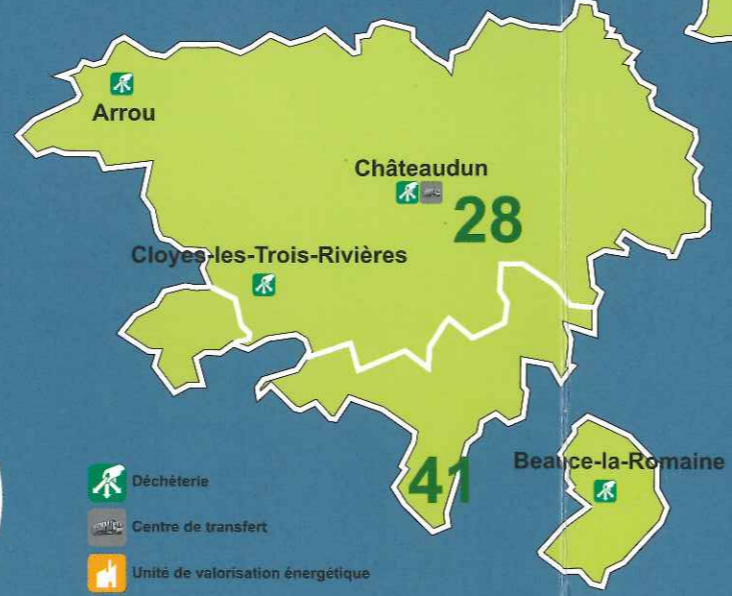 Arrou
Châteaudun
28
Cloyes-les-Trois-Rivières
41
Beauce-la-Romaine
Déchèterie
Centre de transfert
Unité de valorisation énergétique